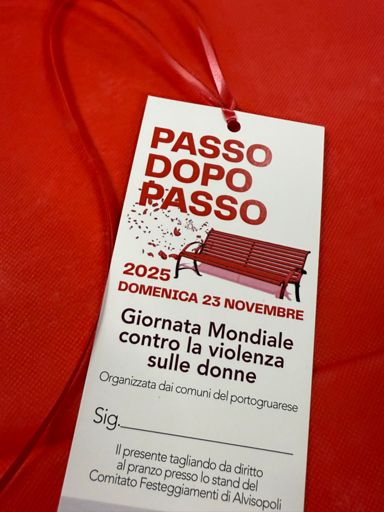 PASSO
DOPO
PASSO
2025
DOMENICA 23 NOVEMBRE
Giornata Mondiale
contro la violenza
sulle donne
Organizzata dai comuni del portogruarese
Sig.
Il presente tagliando da diritto
al pranzo presso lo stand del
Comitato Festeggiamenti di Alvisopoli